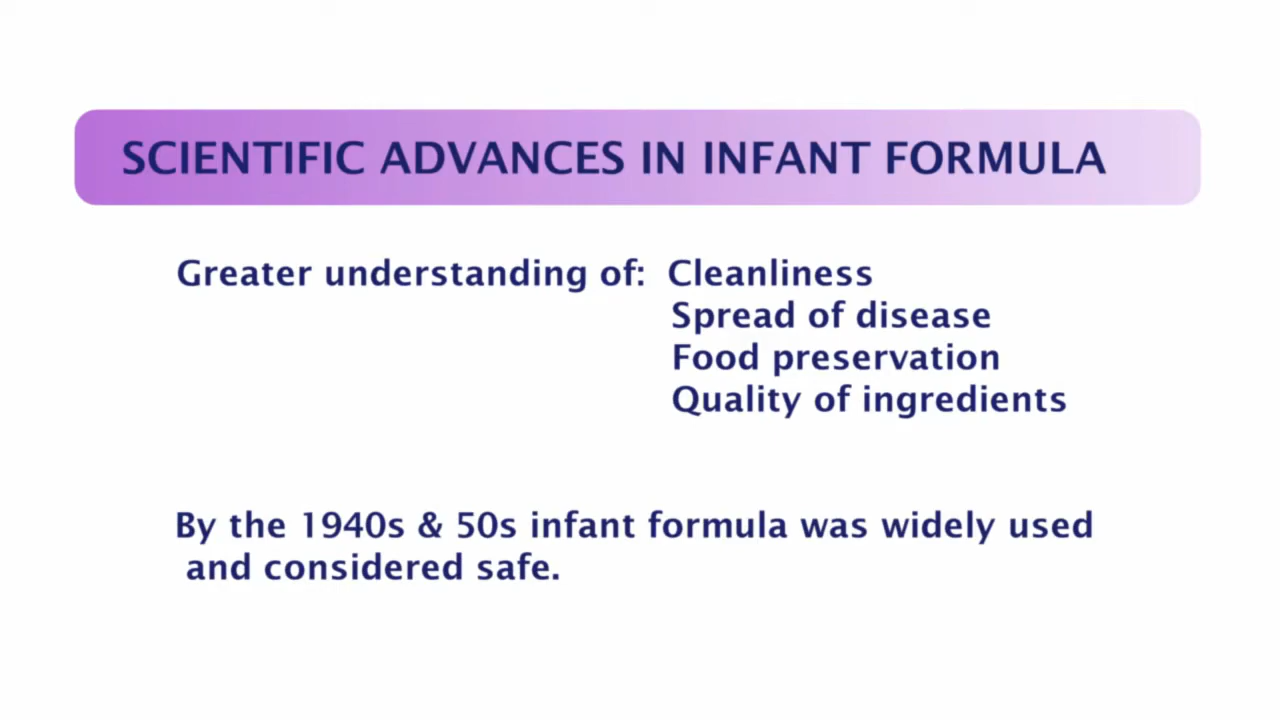 SCIENTIFIC ADVANCES IN INFANT FORMULA
Greater understanding of: Cleanliness
Spread of disease
Food preservation
Quality of ingredients
By the 1940s & 50s infant formula was widely used
and considered safe.